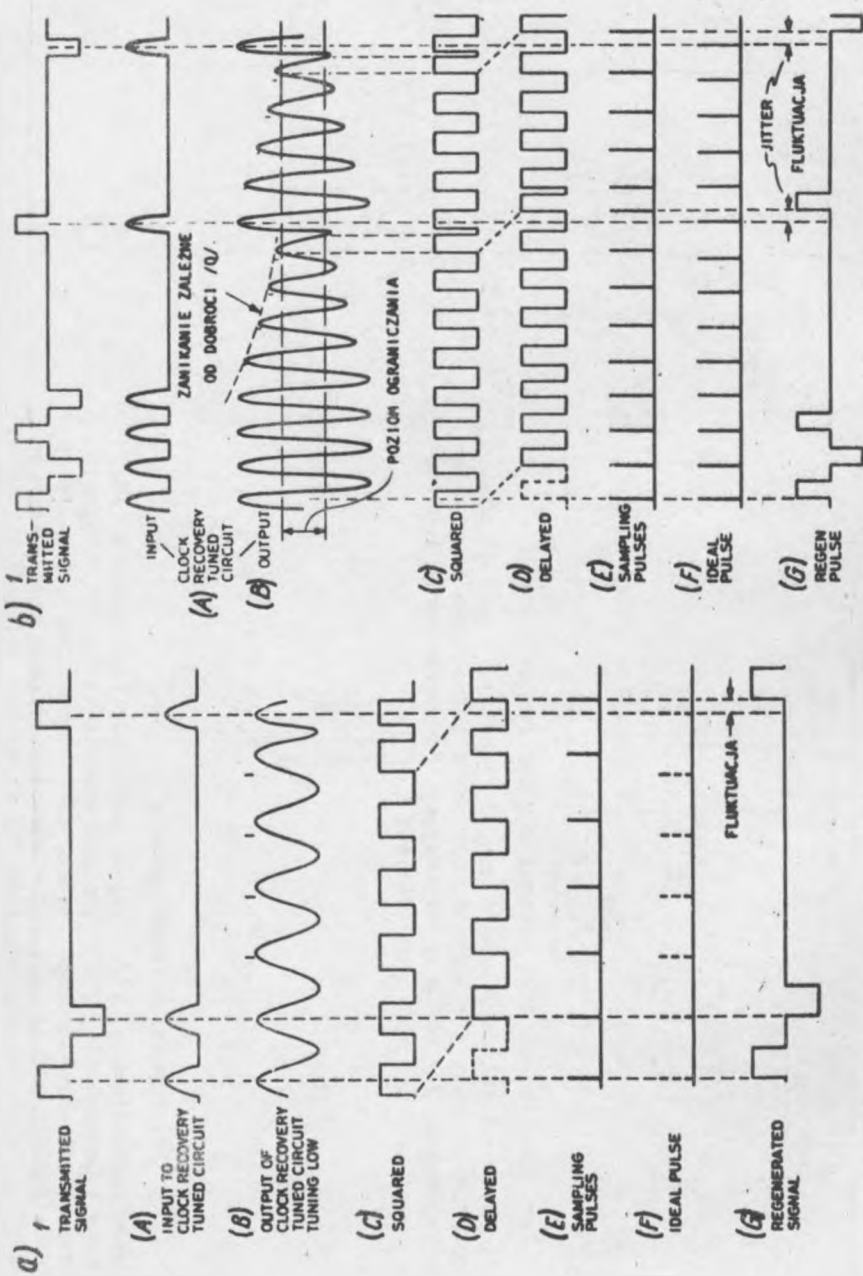 a)
1
TRANSMITTED
SIGNAL
(A)
INPUT TO
CLOCK RECOVERY
TUNED CIRCUIT
(B)
OUTPUT OF
CLOCK RECOVERY
TUNED CIRCUIT
TUNING LOW
(C)
SQUARED
(D)
DELAYED
(E)
SAMPLING
PULSES
(F)
IDEAL PULSE
(G)
REGENERATED
SIGNAL
FLUKTUACJA
b)
1
TRANS-
MITTED
SIGNAL
INPUT
CLOCK
RECOVERY
TUNED
CIRCUIT
(A)
(B)
OUTPUT
ZANIKANIE ZALEŻNE
OD DOBROCI /Q/.
POZIOM OGRANICZANIA
(C)
SQUARED
(D)
DELAYED
(E)
SAMPLING
PULSES
(F)
IDEAL
PULSE
(G)
REGEN
PULSE
JITTER
FLUKTUACJA